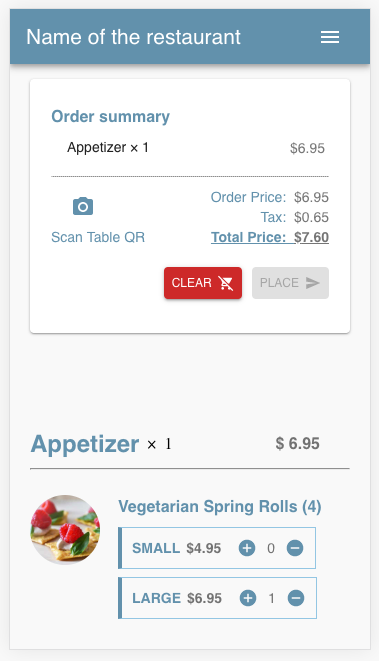 Name of the restaurant
Order summary
Appetizer × 1 $6.95
Order Price: $6.95
Tax: $0.65
Scan Table QR Total Price: $7.60
CLEAR PLACE
Appetizer × 1 $ 6.95
Vegetarian Spring Rolls (4)
SMALL $4.95 0
LARGE $6.95 1